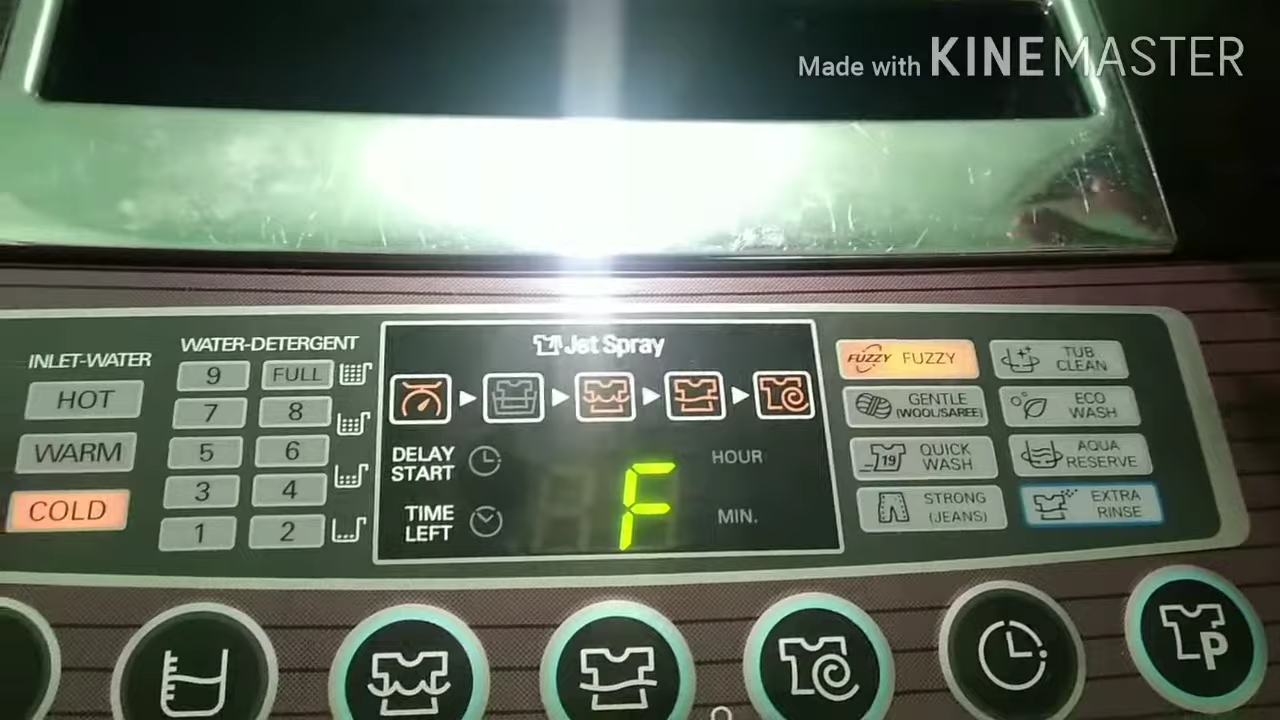 Made with KINEMASTER
INLET-WATER
HOT
WARM
COLD
WATER-DETERGENT
9 FULL
7 8
5 6
3 4
1 2
Jet Spray
DELAY
START
HOUR
TIME
LEFT
F
MIN.
FUZZY FUZZY
GENTLE
(WOOL/SAREE)
19 QUICK
WASH
STRONG
(JEANS)
TUB
CLEAN
ECO
WASH
AQUA
RESERVE
EXTRA
RINSE
P